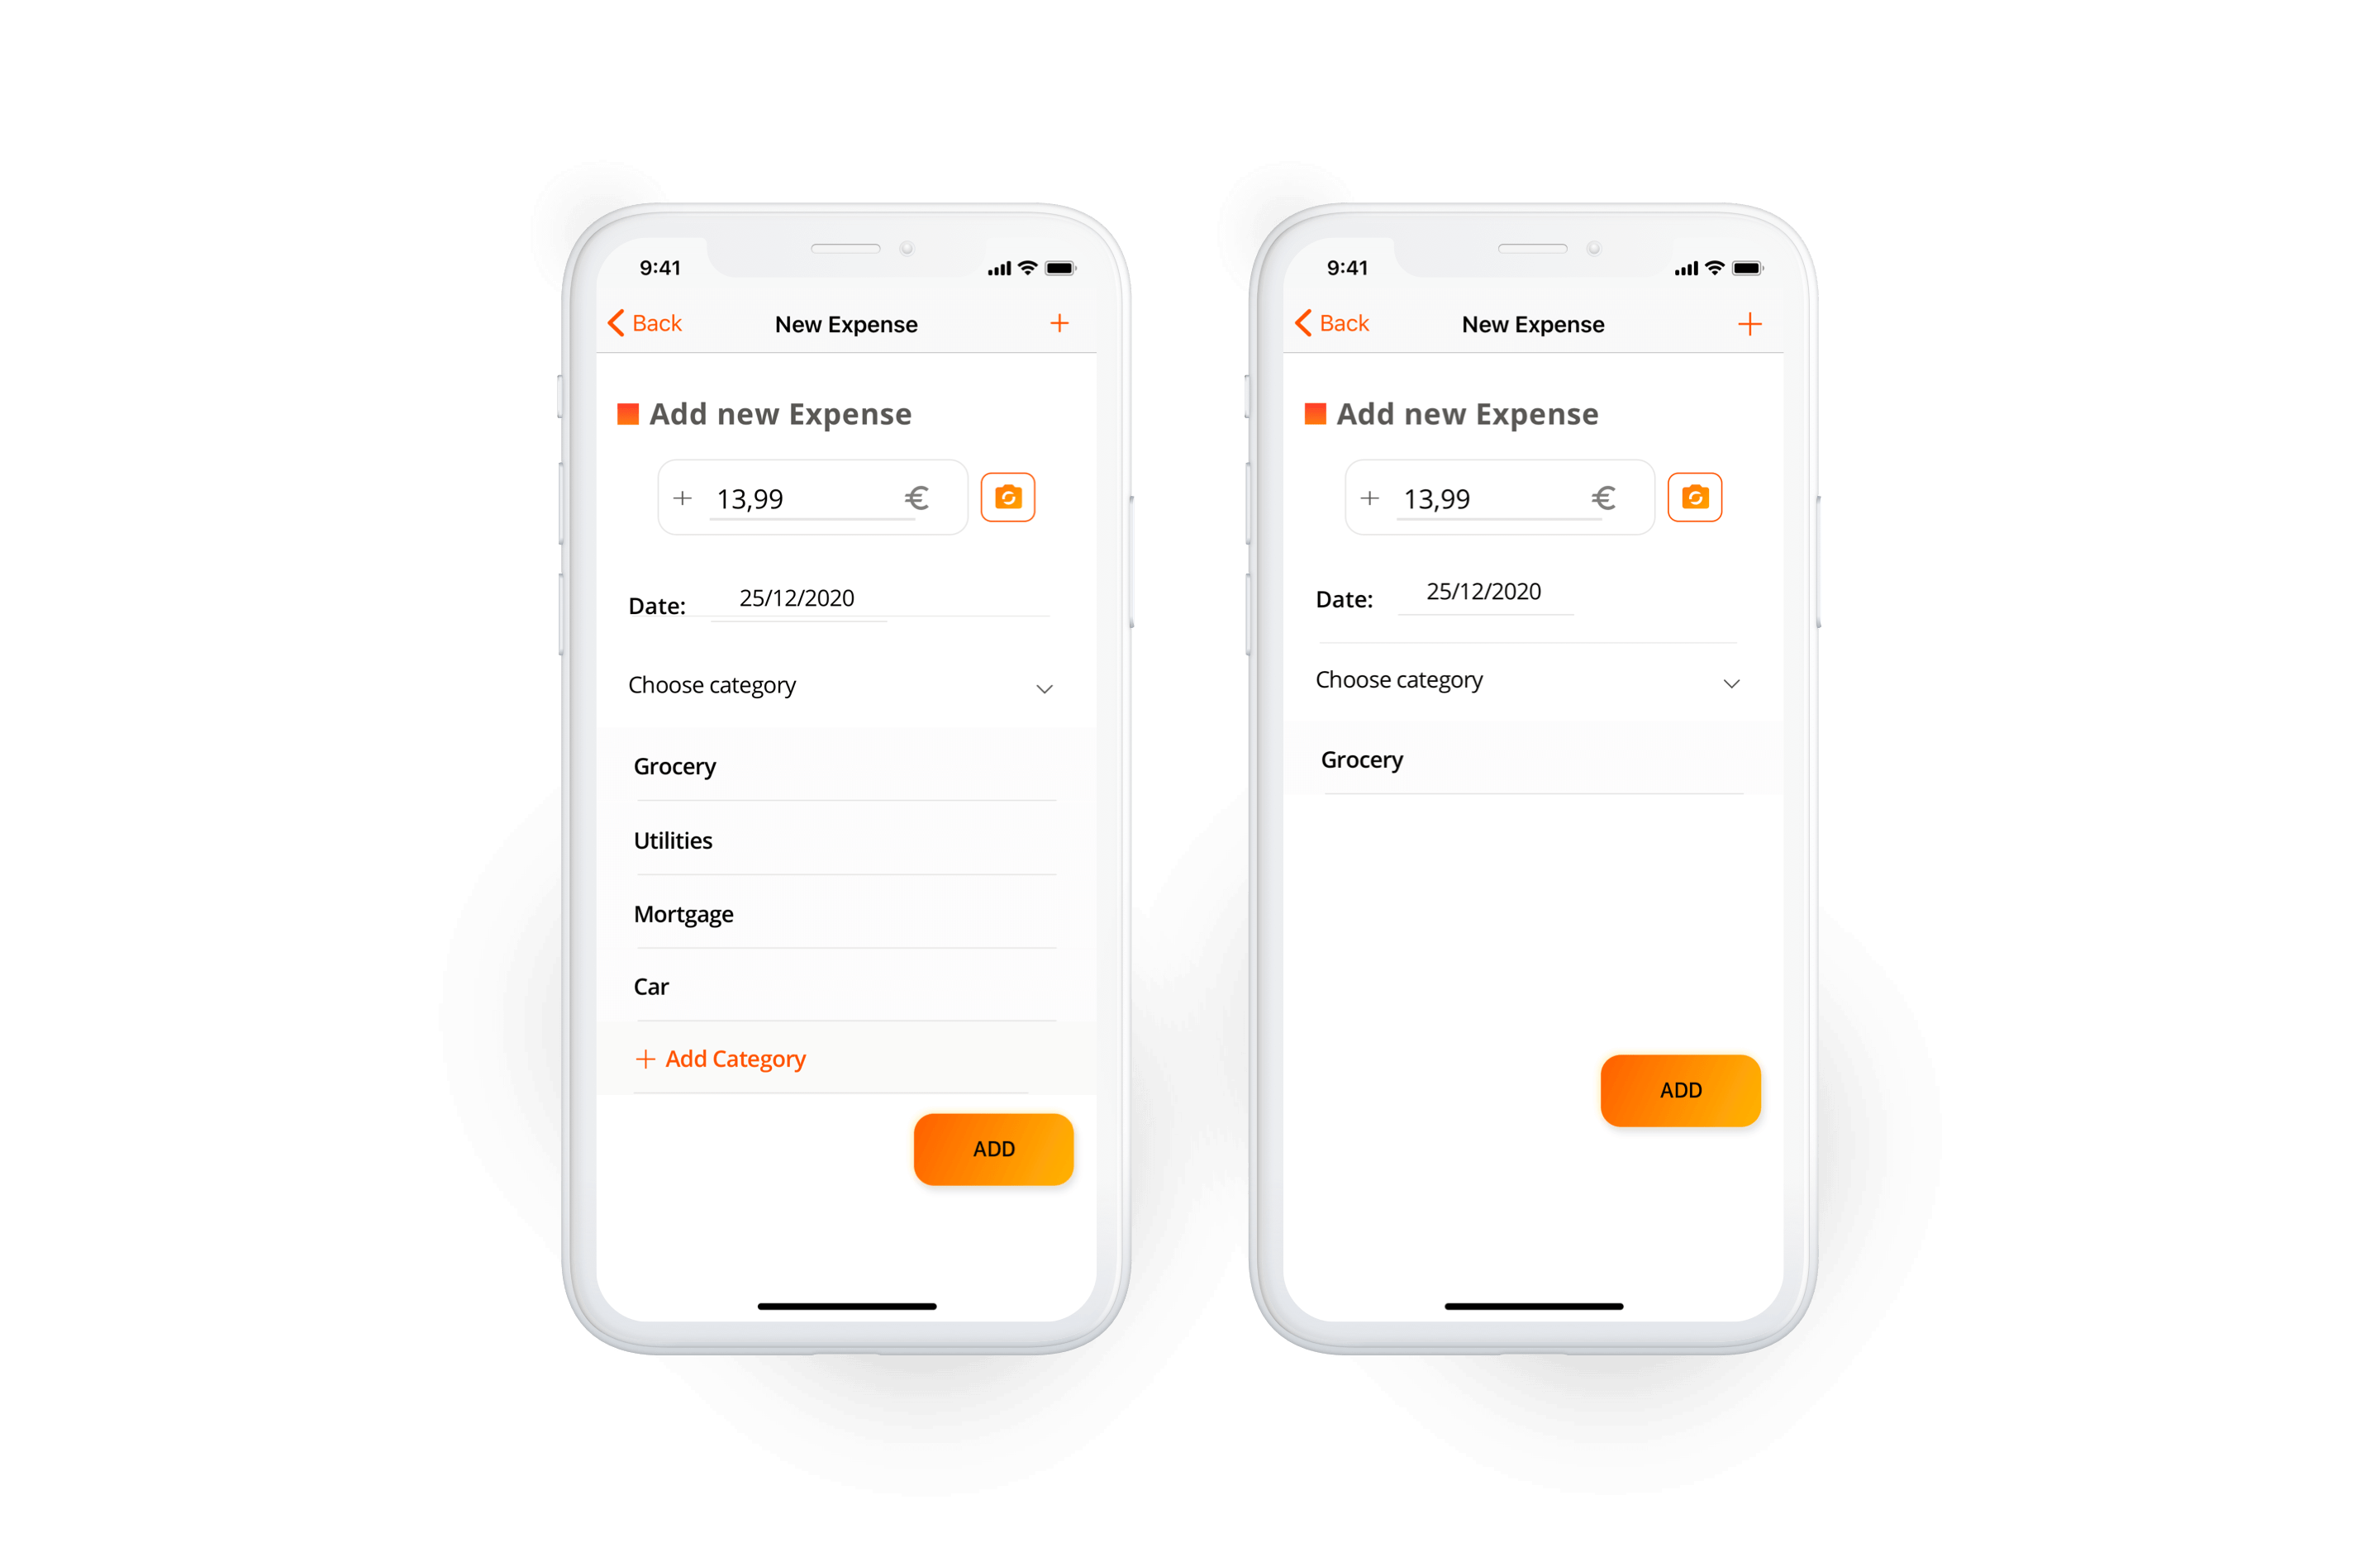 9:41
Back New Expense +
Add new Expense
+ 13,99 €
Date: 25/12/2020
Choose category
Grocery
Utilities
Mortgage
Car
+ Add Category
ADD
9:41
Back New Expense +
Add new Expense
+ 13,99 €
Date: 25/12/2020
Choose category
Grocery
ADD